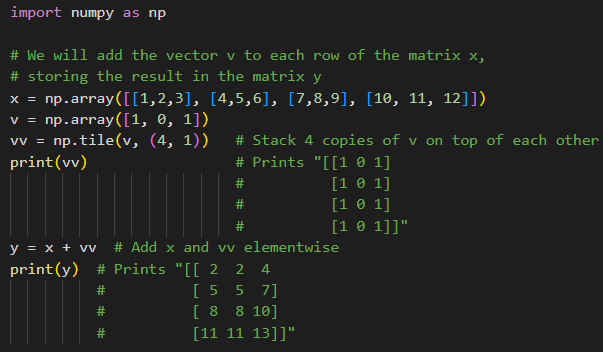 import numpy as np
# We will add the vector v to each row of the matrix x,
# storing the result in the matrix y
x = np.array([[1,2,3], [4,5,6], [7,8,9], [10, 11, 12]])
v = np.array([1, 0, 1])
vv = np.tile(v, (4, 1))   # Stack 4 copies of v on top of each other
print(vv)                 # Prints "[[1 0 1]
                          #          [1 0 1]
                          #          [1 0 1]
                          #          [1 0 1]]"
y = x + vv  # Add x and vv elementwise
print(y)  # Prints "[[ 2  2  4
          #          [ 5  5  7]
          #          [ 8  8 10]
          #          [11 11 13]]"